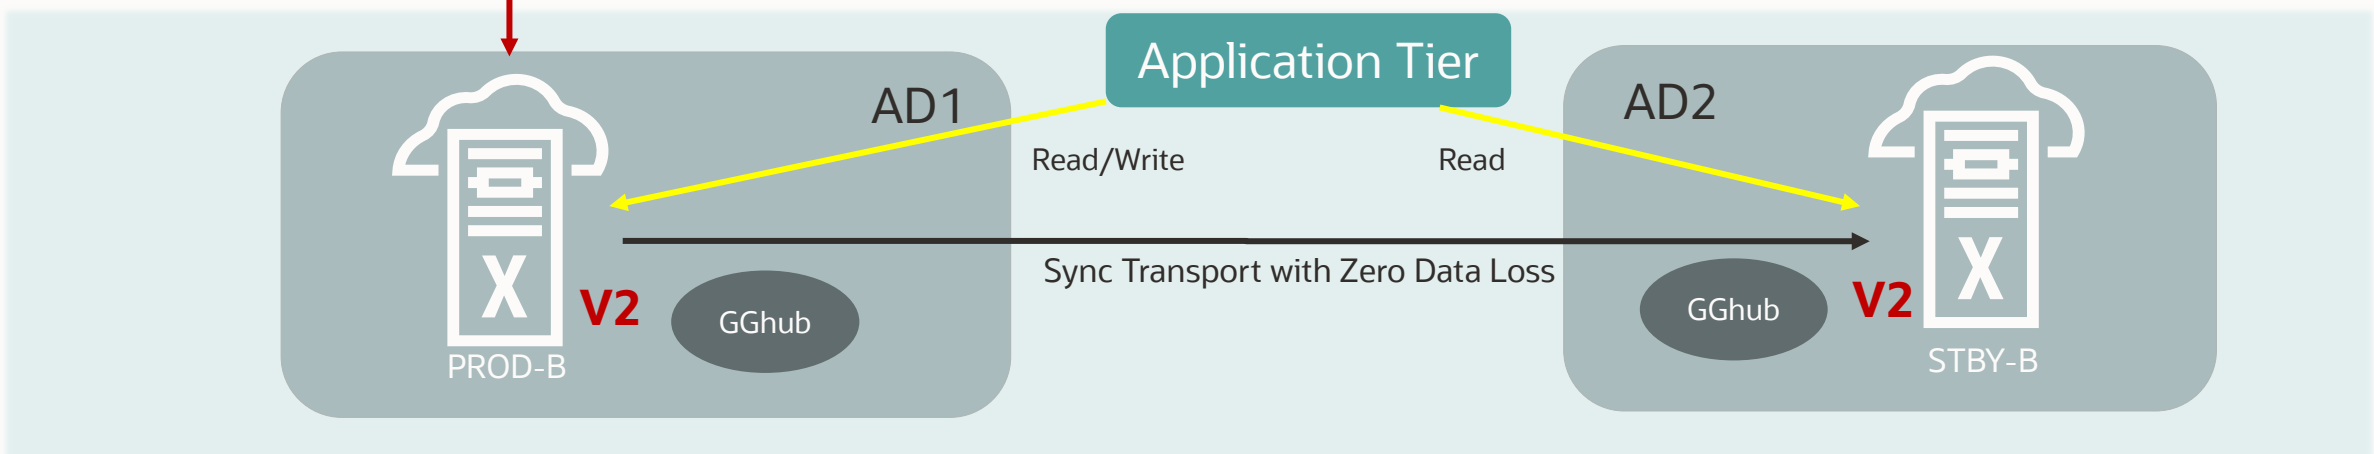 Application Tier
AD1
AD2
Read/Write
Read
Sync Transport with Zero Data Loss
X
V2
GGhub
PROD-B
GGhub
V2
X
STBY-B